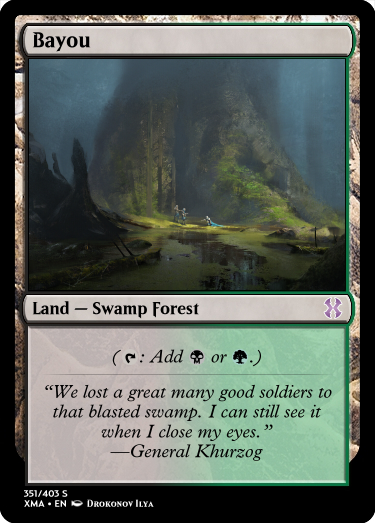 Bayou
Land — Swamp Forest
( : Add or .)
“We lost a great many good soldiers to
that blasted swamp. I can still see it
when I close my eyes.”
—General Khurzog
351/403 S
XMA • EN Drokonov Ilya